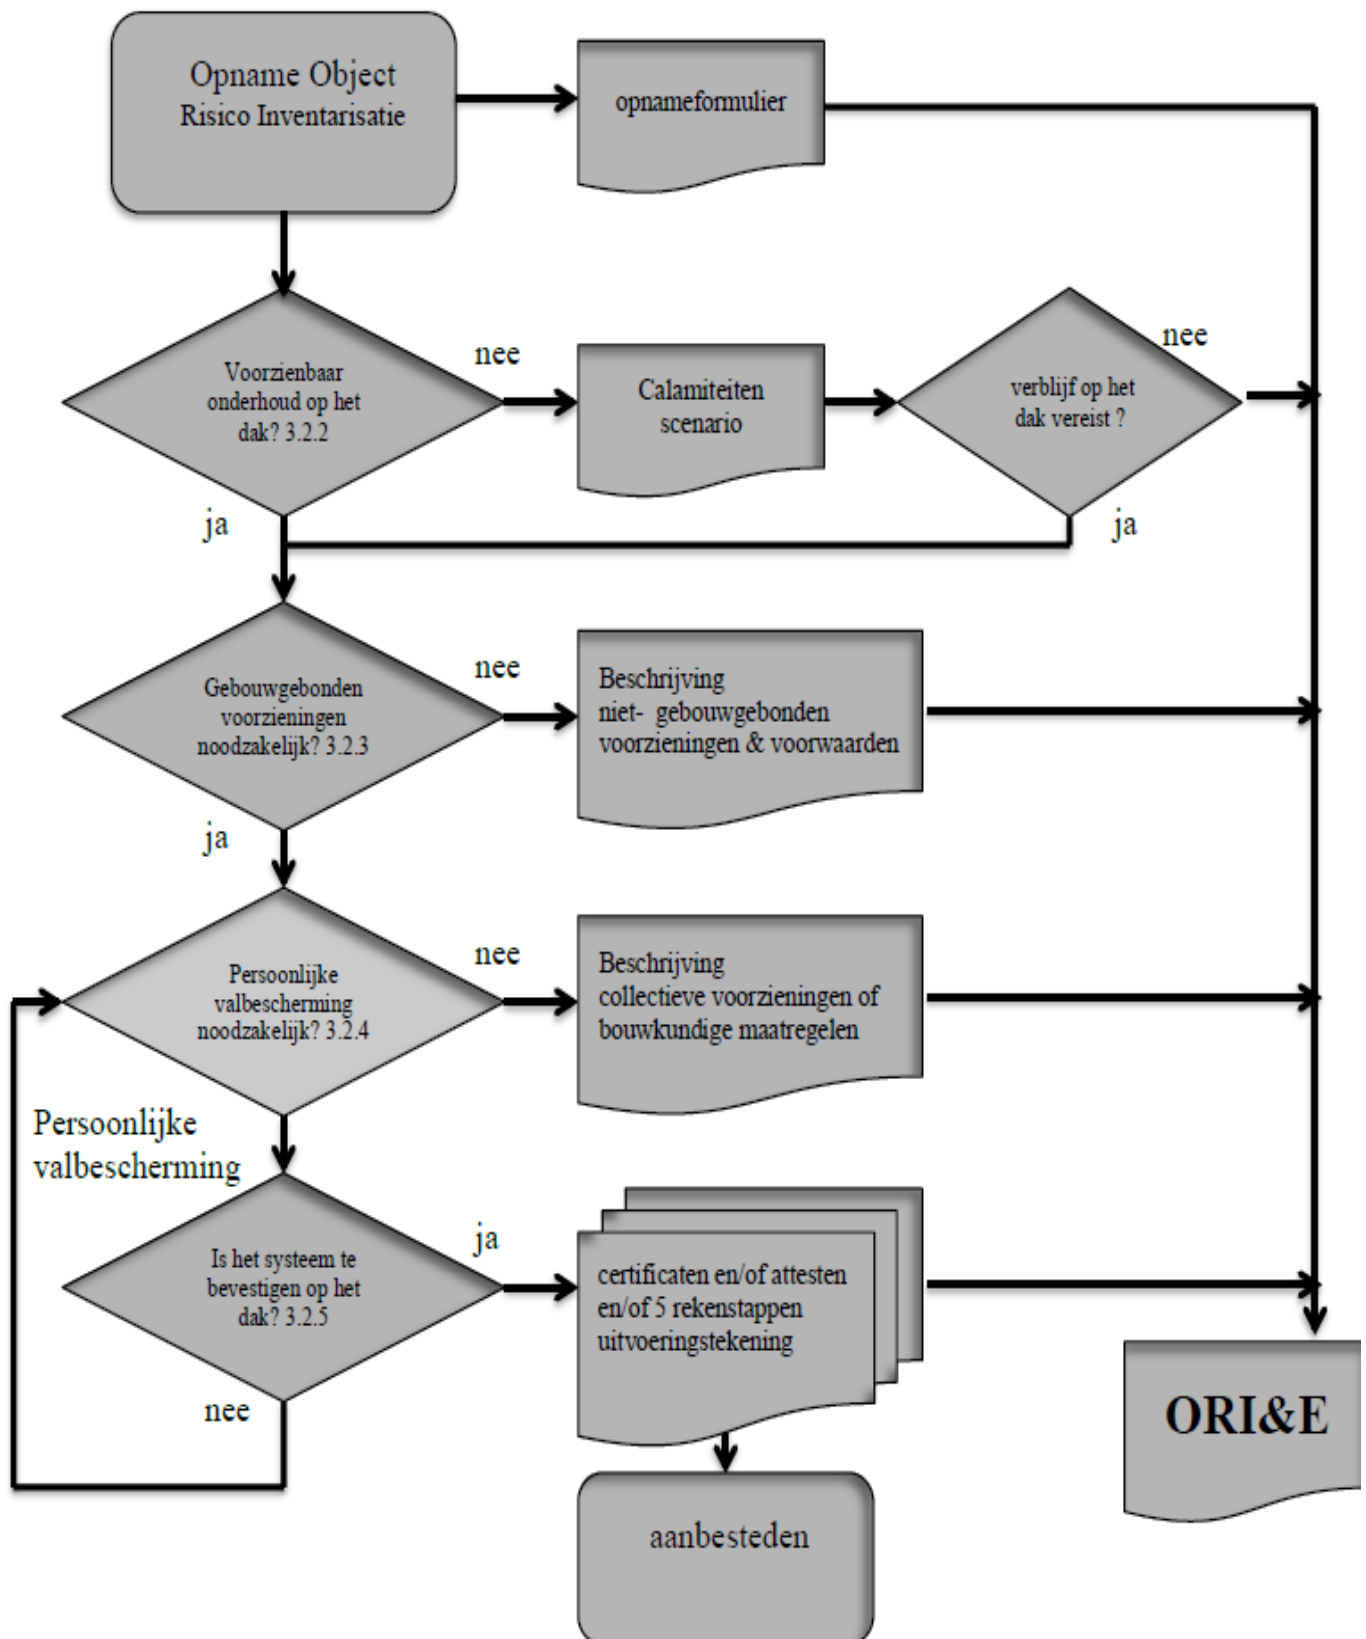 Opname Object
Risico Inventarisatie
opnameformulier
Voorzienbaar
onderhoud op het
dak? 3.2.2
nee
Calamiteiten
scenario
verblijf op het
dak vereist ?
nee
ja
ja
Gebouwgebonden
voorzieningen
noodzakelijk? 3.2.3
nee
Beschrijving
niet- gebouwgebonden
voorzieningen & voorwaarden
ja
Persoonlijke
valbescherming
noodzakelijk? 3.2.4
nee
Beschrijving
collectieve voorzieningen of
bouwkundige maatregelen
Persoonlijke
valbescherming
Is het systeem te
bevestigen op het
dak? 3.2.5
ja
certificaten en/of attesten
en/of 5 rekenstappen
uitvoeringstekening
nee
ORI&E
aanbesteden